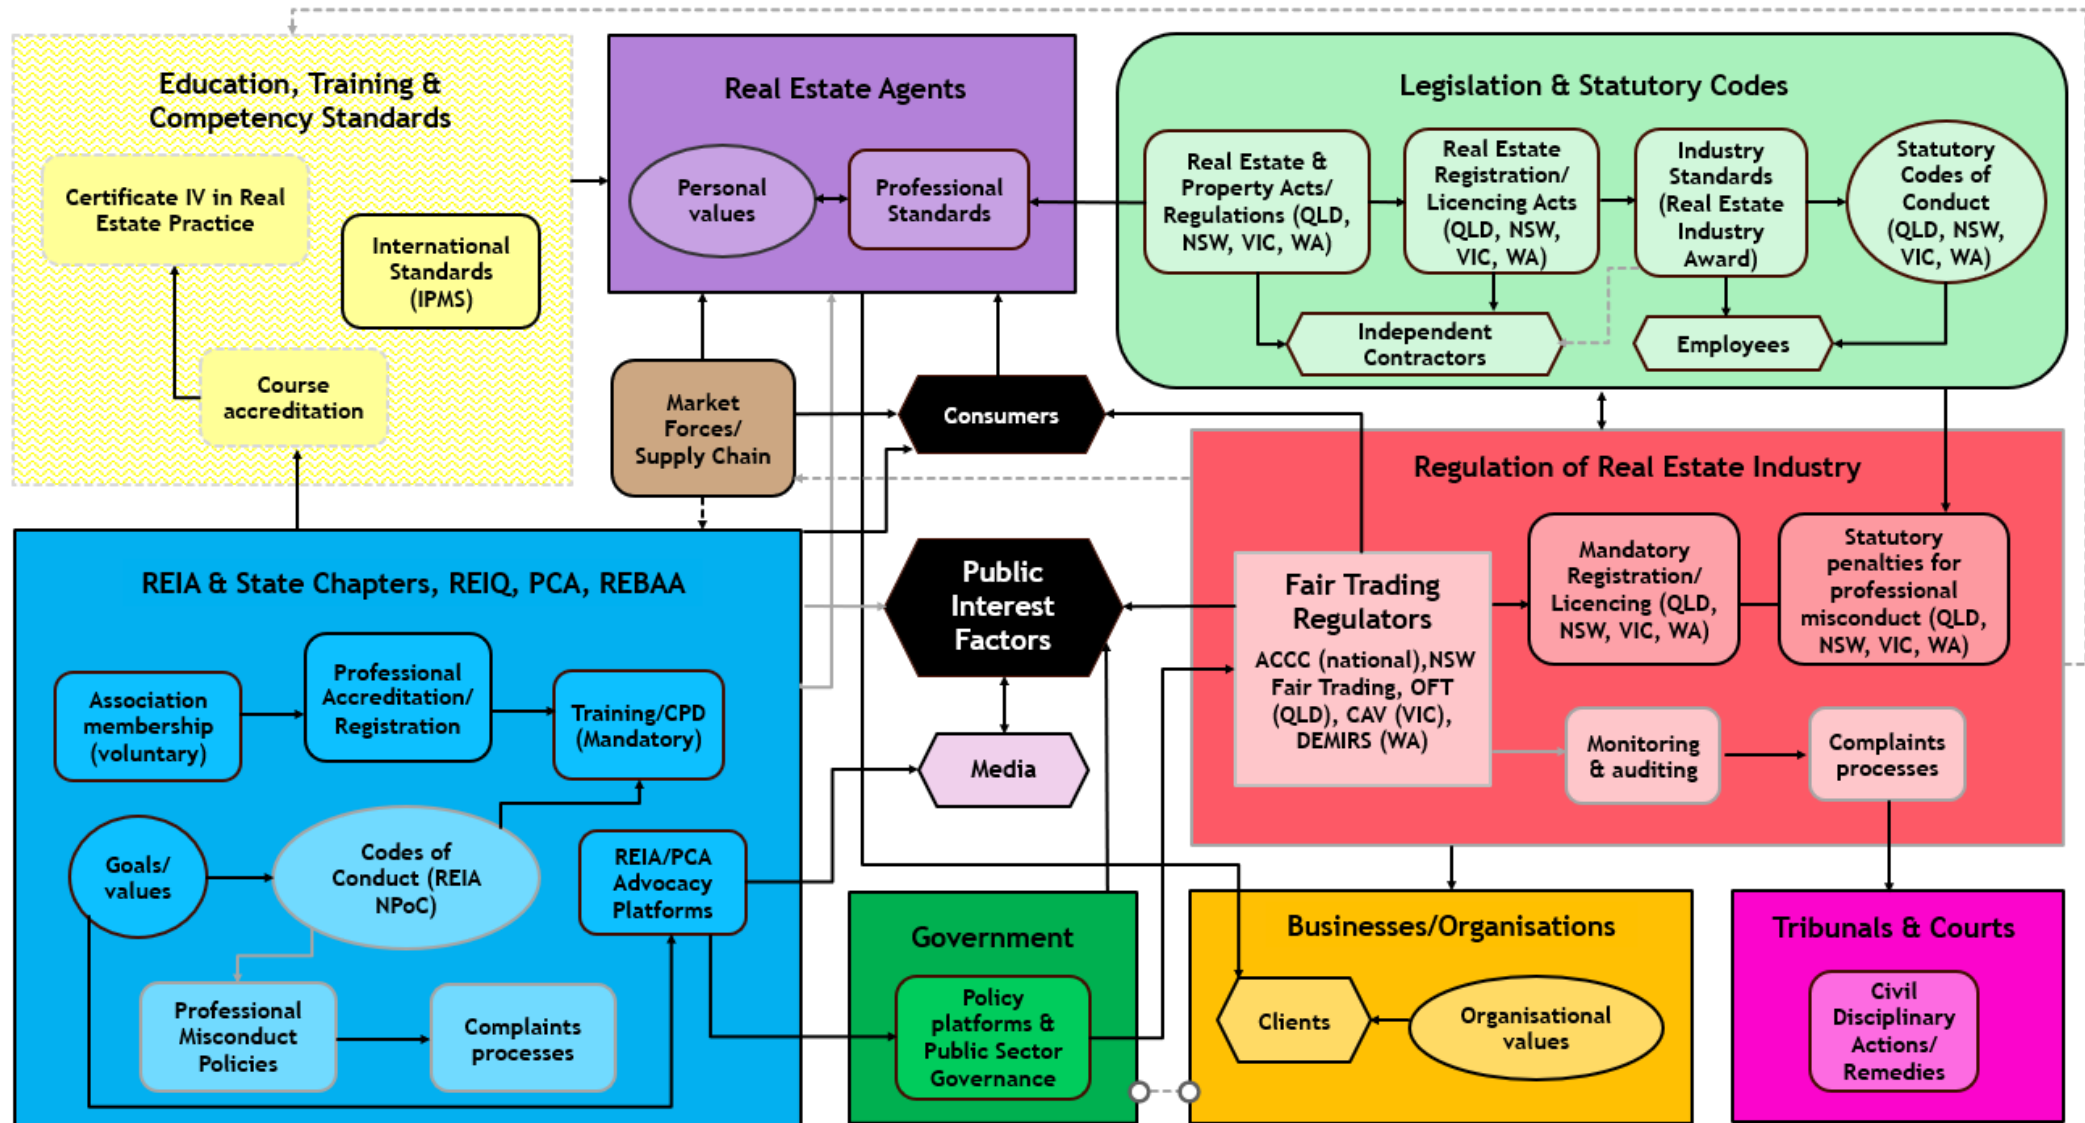 Education, Training &
Competency Standards
Certificate IV in Real
Estate Practice
International
Standards
(IPMS)
Course
accreditation
Real Estate Agents
Personal
values
Professional
Standards
Legislation & Statutory Codes
Real Estate &
Property Acts/
Regulations (QLD,
NSW, VIC, WA)
Real Estate
Registration/
Licencing Acts
(QLD, NSW,
VIC, WA)
Industry
Standards
(Real Estate
Industry
Award)
Statutory
Codes of
Conduct
(QLD, NSW,
VIC, WA)
Independent
Contractors
Employees
Market
Forces/
Supply Chain
Consumers
Regulation of Real Estate Industry
Fair Trading
Regulators
ACCC (national),NSW
Fair Trading, OFT
(QLD), CAV (VIC),
DEMIRS (WA)
Mandatory
Registration/
Licencing (QLD,
NSW, VIC, WA)
Statutory
penalties for
professional
misconduct (QLD,
NSW, VIC, WA)
Monitoring
& auditing
Complaints
processes
Public
Interest
Factors
Media
REIA & State Chapters, REIQ, PCA, REBAA
Association
membership
(voluntary)
Professional
Accreditation/
Registration
Training/CPD
(Mandatory)
Goals/
values
Codes of
Conduct (REIA
NPoC)
REIA/PCA
Advocacy
Platforms
Professional
Misconduct
Policies
Complaints
processes
Government
Policy
platforms &
Public Sector
Governance
Businesses/Organisations
Clients
Organisational
values
Tribunals & Courts
Civil
Disciplinary
Actions/
Remedies